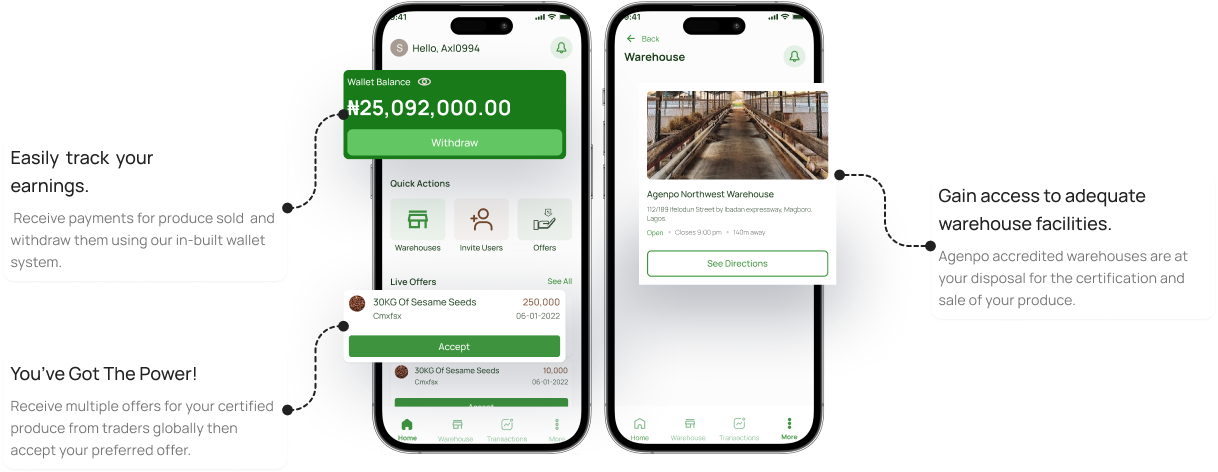 Easily track your
earnings.
Receive payments for produce sold and
withdraw them using our in-built wallet
system.
You've Got The Power!
Receive multiple offers for your certified
produce from traders globally then
accept your preferred offer.
9:41
S
Hello, Axl0994
Wallet Balance
₦25,092,000.00
Withdraw
Quick Actions
Warehouses Invite Users Offers
Live Offers See All
30KG Of Sesame Seeds 250,000
Cmxfsx 06-01-2022
Accept
30KG Of Sesame Seeds 10,000
Cmxfsx 06-01-2022
Accept
Home Warehouse Transactions More
9:41
Back
Warehouse
Agenpo Northwest Warehouse
112/189 Ifelodun Street by Ibadan expressway, Magboro,
Lagos
Open • Closes 9:00 pm • 140m away
See Directions
Home Warehouse Transactions More
Gain access to adequate
warehouse facilities.
Agenpo accredited warehouses are at
your disposal for the certification and
sale of your produce.